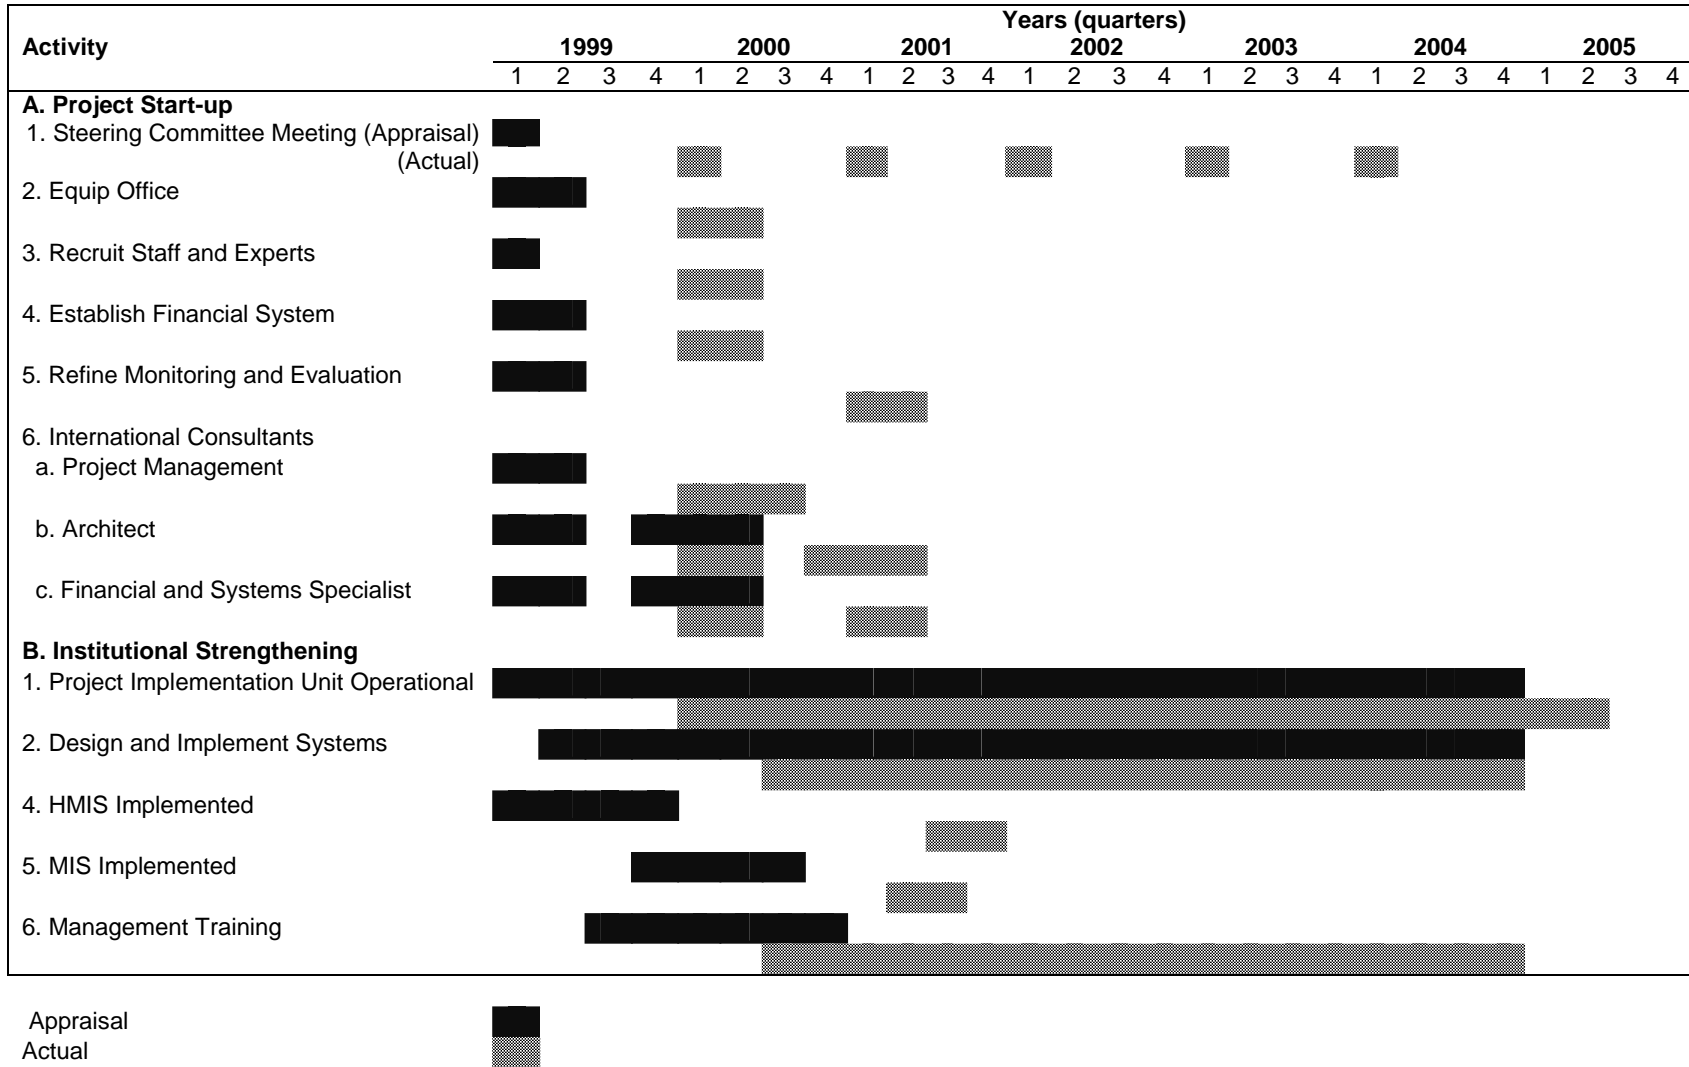 Years (quarters)
Activity 1999 2000 2001 2002 2003 2004 2005
1 2 3 4 1 2 3 4 1 2 3 4 1 2 3 4 1 2 3 4 1 2 3 4 1 2 3 4
A. Project Start-up
1. Steering Committee Meeting (Appraisal)
(Actual)
2. Equip Office
3. Recruit Staff and Experts
4. Establish Financial System
5. Refine Monitoring and Evaluation
6. International Consultants
a. Project Management
b. Architect
c. Financial and Systems Specialist
B. Institutional Strengthening
1. Project Implementation Unit Operational
2. Design and Implement Systems
4. HMIS Implemented
5. MIS Implemented
6. Management Training
Appraisal
Actual